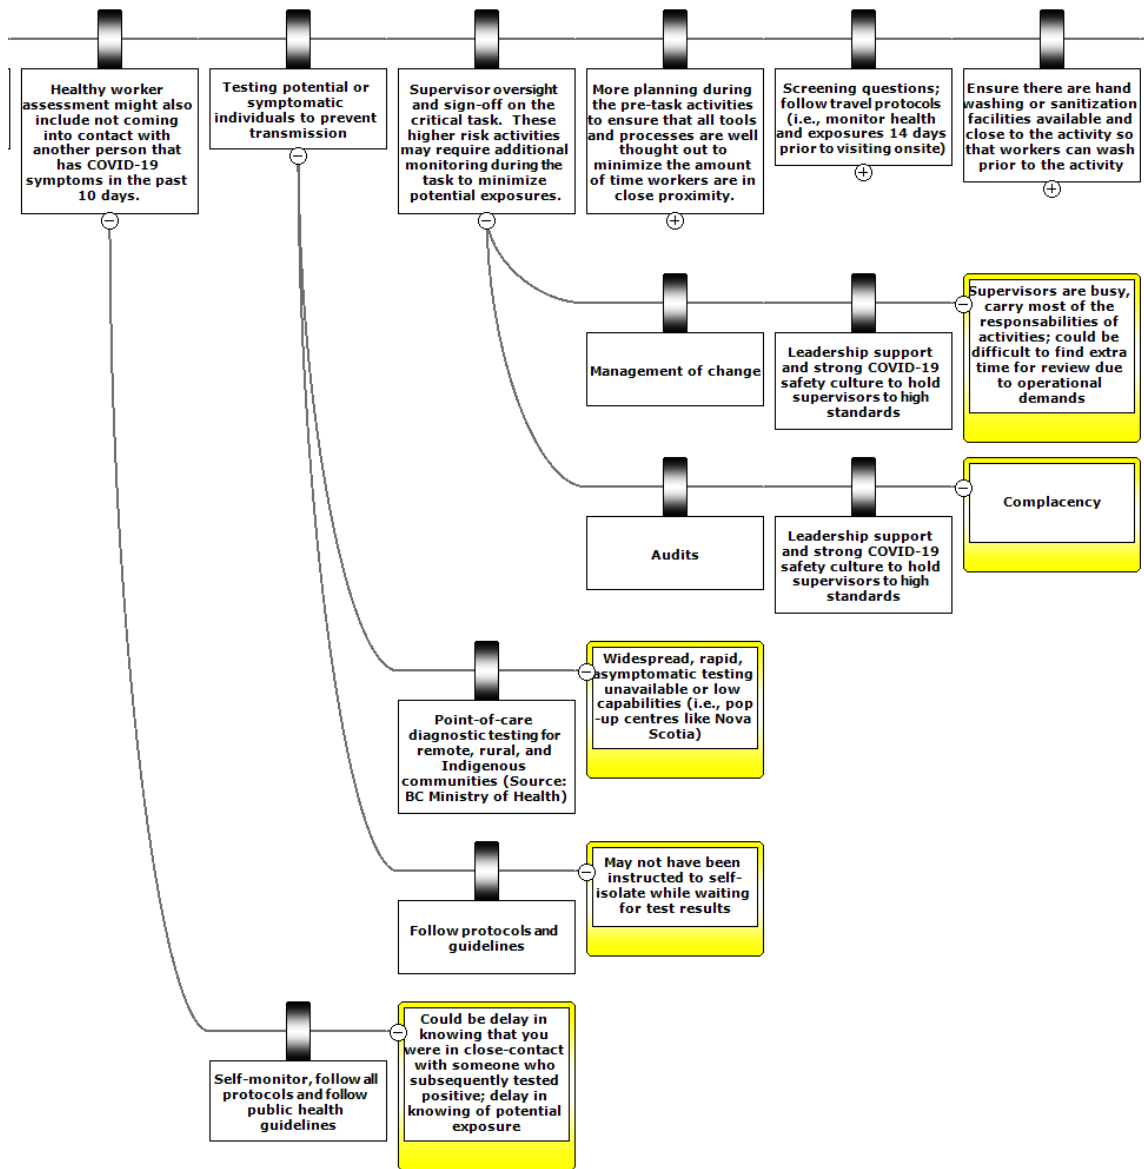 Healthy worker
assessment might also
include not coming
into contact with
another person that
has COVID-19
symptoms in the past
10 days.
Testing potential or
symptomatic
individuals to prevent
transmission
Supervisor oversight
and sign-off on the
critical task. These
higher risk activities
may require additional
monitoring during the
task to minimize
potential exposures.
More planning during
the pre-task activities
to ensure that all tools
and processes are well
thought out to
minimize the amount
of time workers are in
close proximity.
Screening questions;
follow travel protocols
(i.e., monitor health
and exposures 14 days
prior to visiting onsite)
Ensure there are hand
washing or sanitization
facilities available and
close to the activity so
that workers can wash
prior to the activity
Management of change
Leadership support
and strong COVID-19
safety culture to hold
supervisors to high
standards
Supervisors are busy,
carry most of the
responsabilities of
activities; could be
difficult to find extra
time for review due
to operational
demands
Audits
Leadership support
and strong COVID-19
safety culture to hold
supervisors to high
standards
Complacency
Point-of-care
diagnostic testing for
remote, rural, and
Indigenous
communities (Source:
BC Ministry of Health)
Widespread, rapid,
asymptomatic testing
unavailable or low
capabilities (i.e., pop
-up centres like Nova
Scotia)
Follow protocols and
guidelines
May not have been
instructed to self-
isolate while waiting
for test results
Self-monitor, follow all
protocols and follow
public health
guidelines
Could be delay in
knowing that you
were in close-contact
with someone who
subsequently tested
positive; delay in
knowing of potential
exposure